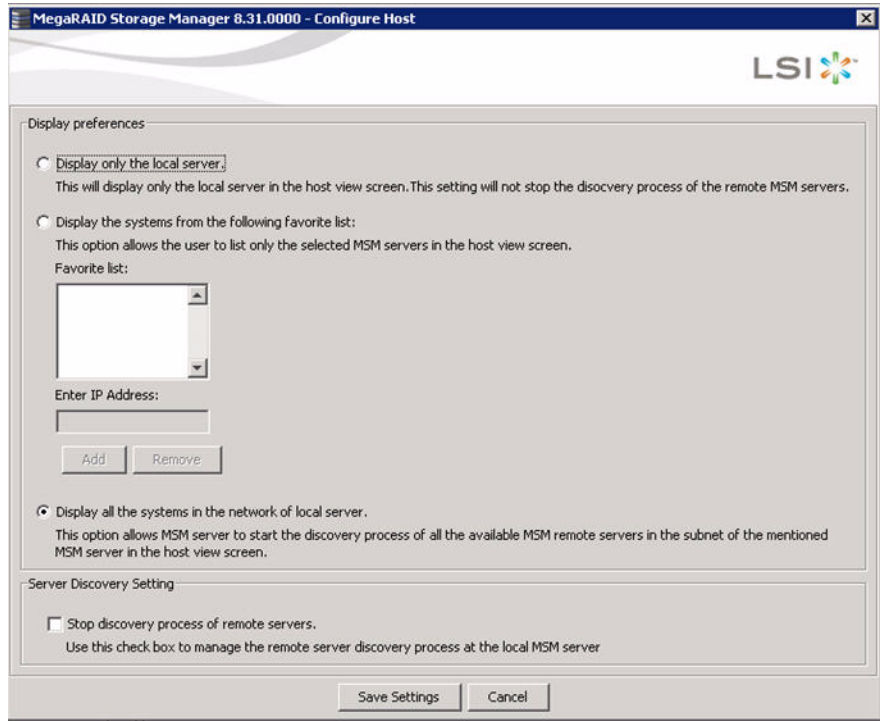 MegaRAID Storage Manager 8.31.0000 - Configure Host
LSI
Display preferences
Display only the local server.
This will display only the local server in the host view screen.This setting will not stop the disocvery process of the remote MSM servers.
Display the systems from the following favorite list:
This option allows the user to list only the selected MSM servers in the host view screen.
Favorite list:
Enter IP Address:
Add Remove
Display all the systems in the network of local server.
This option allows MSM server to start the discovery process of all the available MSM remote servers in the subnet of the mentioned
MSM server in the host view screen.
Server Discovery Setting
Stop discovery process of remote servers.
Use this check box to manage the remote server discovery process at the local MSM server
Save Settings Cancel